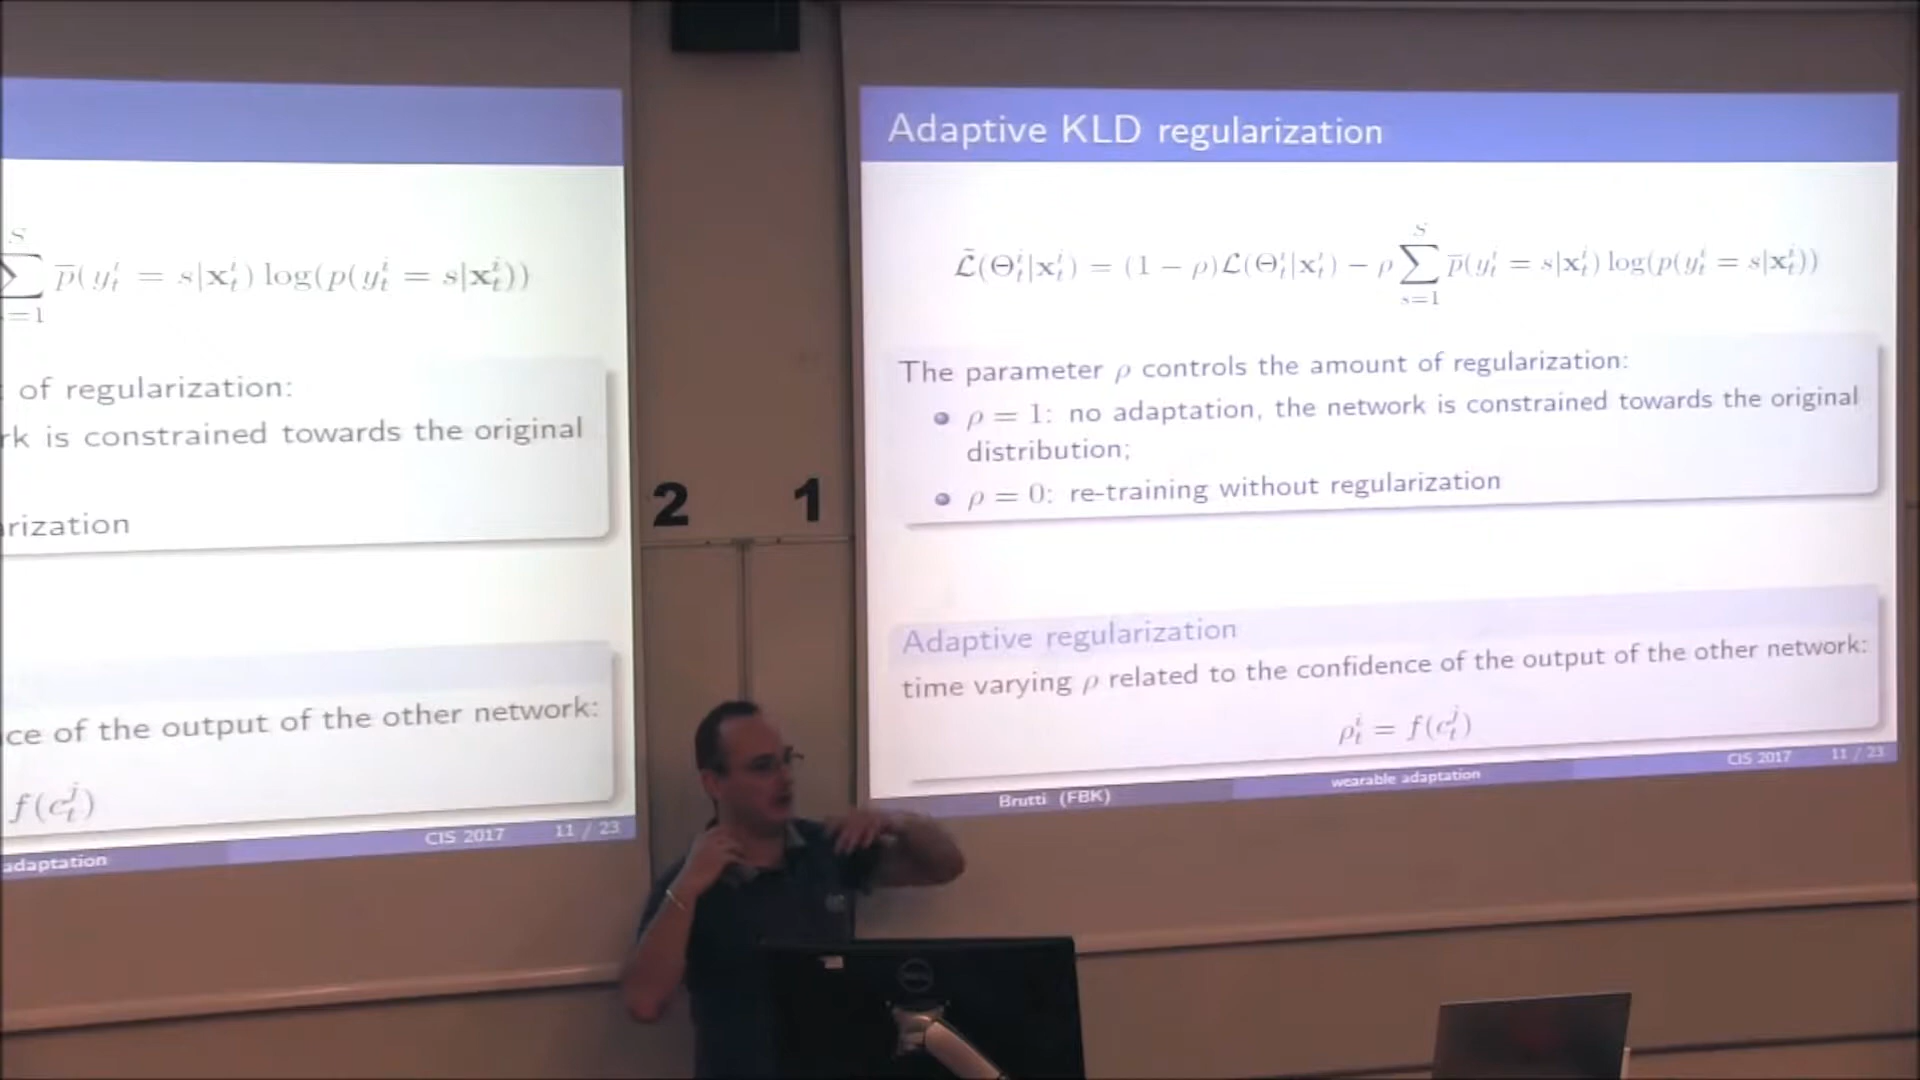 S
∑ p̅(y_t^i = s|x_t^i) log(p(y_t^i = s|x_t^i))
=1
of regularization:
rk is constrained towards the original
rization
ce of the output of the other network:
f(c_t^j)
CIS 2017 11 / 23
adaptation
2 1
Adaptive KLD regularization
S
L̃(Θ_t^i|x_t^i) = (1 − ρ)L(Θ_t^i|x_t^i) − ρ ∑ p̅(y_t^i = s|x_t^i) log(p(y_t^i = s|x_t^i))
s=1
The parameter ρ controls the amount of regularization:
● ρ = 1: no adaptation, the network is constrained towards the original
distribution;
● ρ = 0: re-training without regularization
Adaptive regularization
time varying ρ related to the confidence of the output of the other network:
ρ_t^i = f(c_t^j)
Brutti (FBK) wearable adaptation CIS 2017 11 / 23
DELL